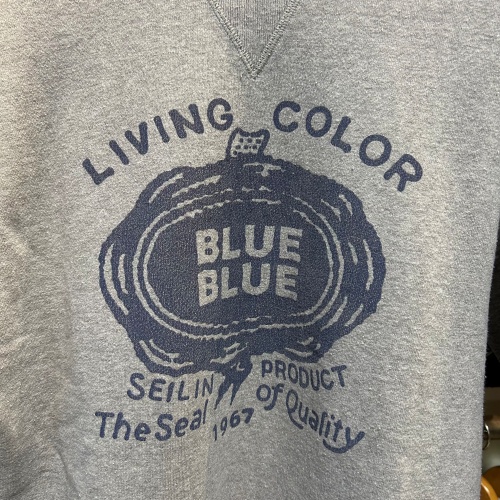 LIVING COLOR
BLUE
BLUE
SEILIN PRODUCT
The Seal of Quality
1967